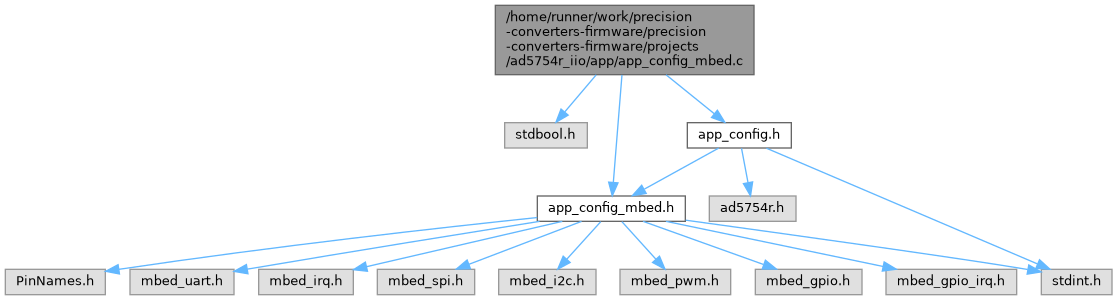 /home/runner/work/precision
-converters-firmware/precision
-converters-firmware/projects
/ad5754r_iio/app/app_config_mbed.c
stdbool.h
app_config.h
app_config_mbed.h
ad5754r.h
PinNames.h
mbed_uart.h
mbed_irq.h
mbed_spi.h
mbed_i2c.h
mbed_pwm.h
mbed_gpio.h
mbed_gpio_irq.h
stdint.h